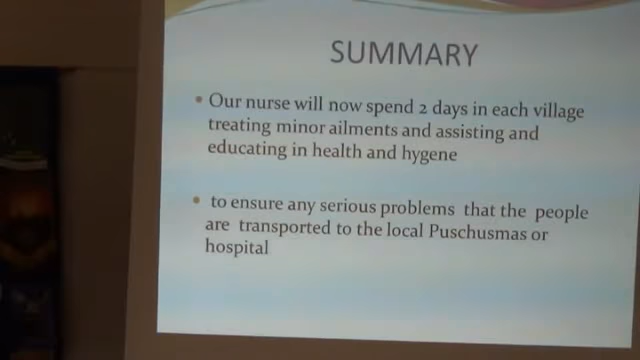 SUMMARY
• Our nurse will now spend 2 days in each village
treating minor ailments and assisting and
educating in health and hygene
• to ensure any serious problems that the people
are transported to the local Puschusmas or
hospital